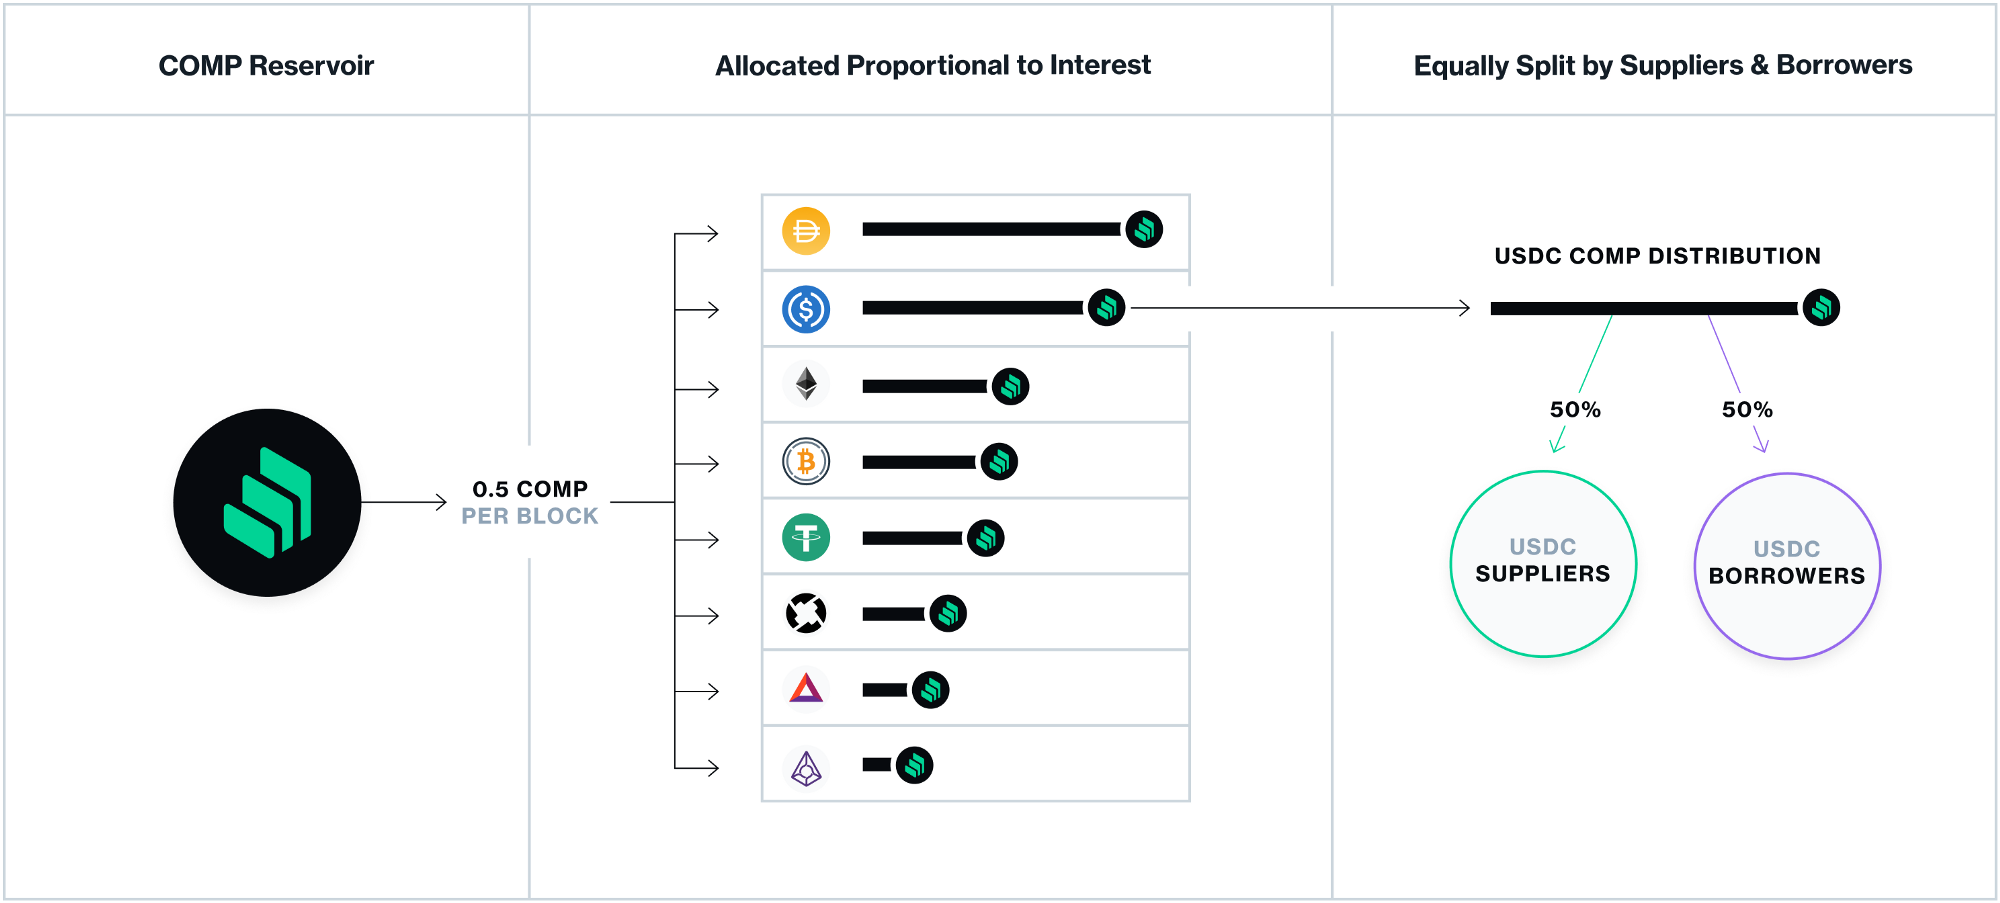 COMP Reservoir
Allocated Proportional to Interest
Equally Split by Suppliers & Borrowers
0.5 COMP
PER BLOCK
USDC COMP DISTRIBUTION
50%
50%
USDC
SUPPLIERS
USDC
BORROWERS